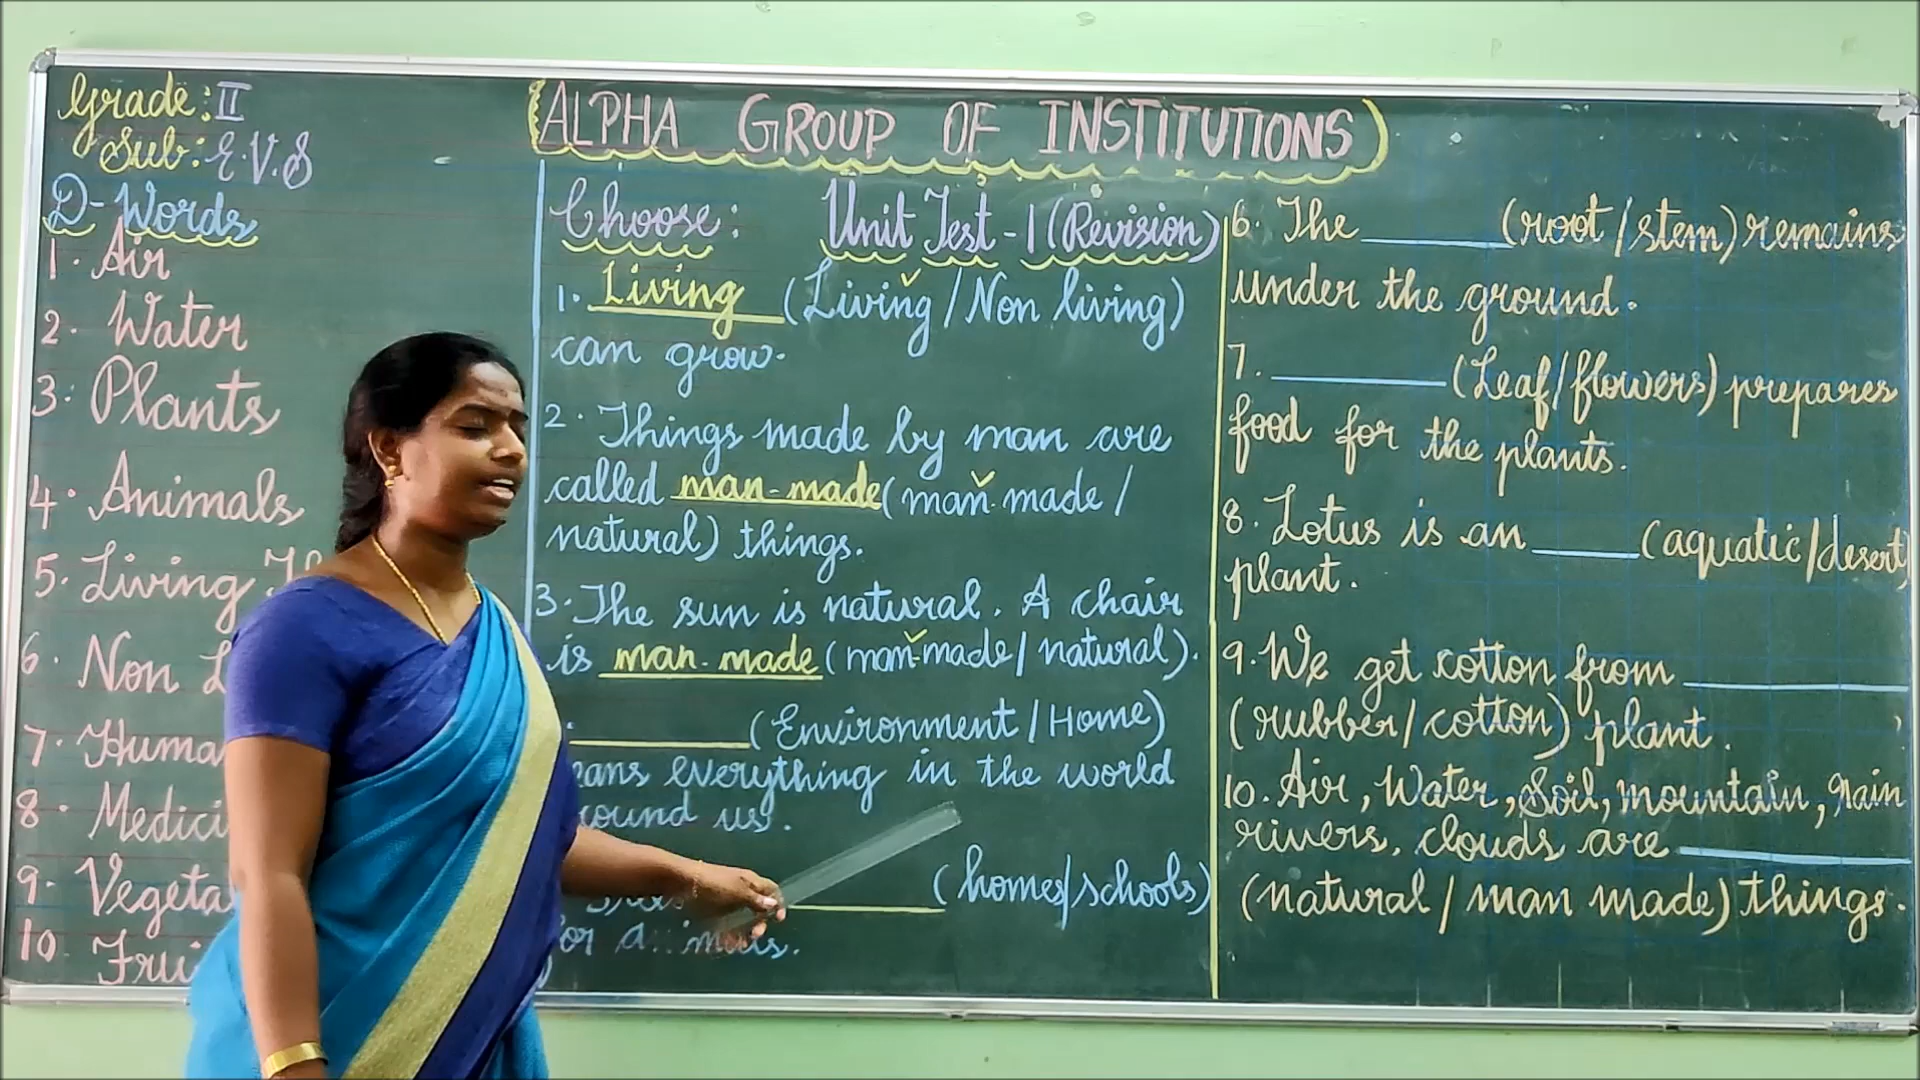 Grade: II
Sub: E.V.S
ALPHA GROUP OF INSTITUTIONS
D-Words
1. Air
2. Water
3. Plants
4. Animals
5. Living
6. Non
7.
8.
9.
10.
Choose: Unit Test - 1 (Revision)
1. Living (Living / Non living)
can grow.
2. Things made by man are
called man-made (man-made /
natural) things.
3. The sun is natural. A chair
is man-made (man-made / natural).
(Environment / Home)
everything in the world
us.
(homes/schools)
6. The ______ (root / stem) remains
under the ground.
7. ______ (Leaf/flowers) prepares
food for the plants.
8. Lotus is an ____ (aquatic/desert)
plant.
9. We get cotton from ______
(rubber/cotton) plant.
10. Air, Water, Soil, mountain, rain
rivers, clouds are ______
(natural / man made) things.